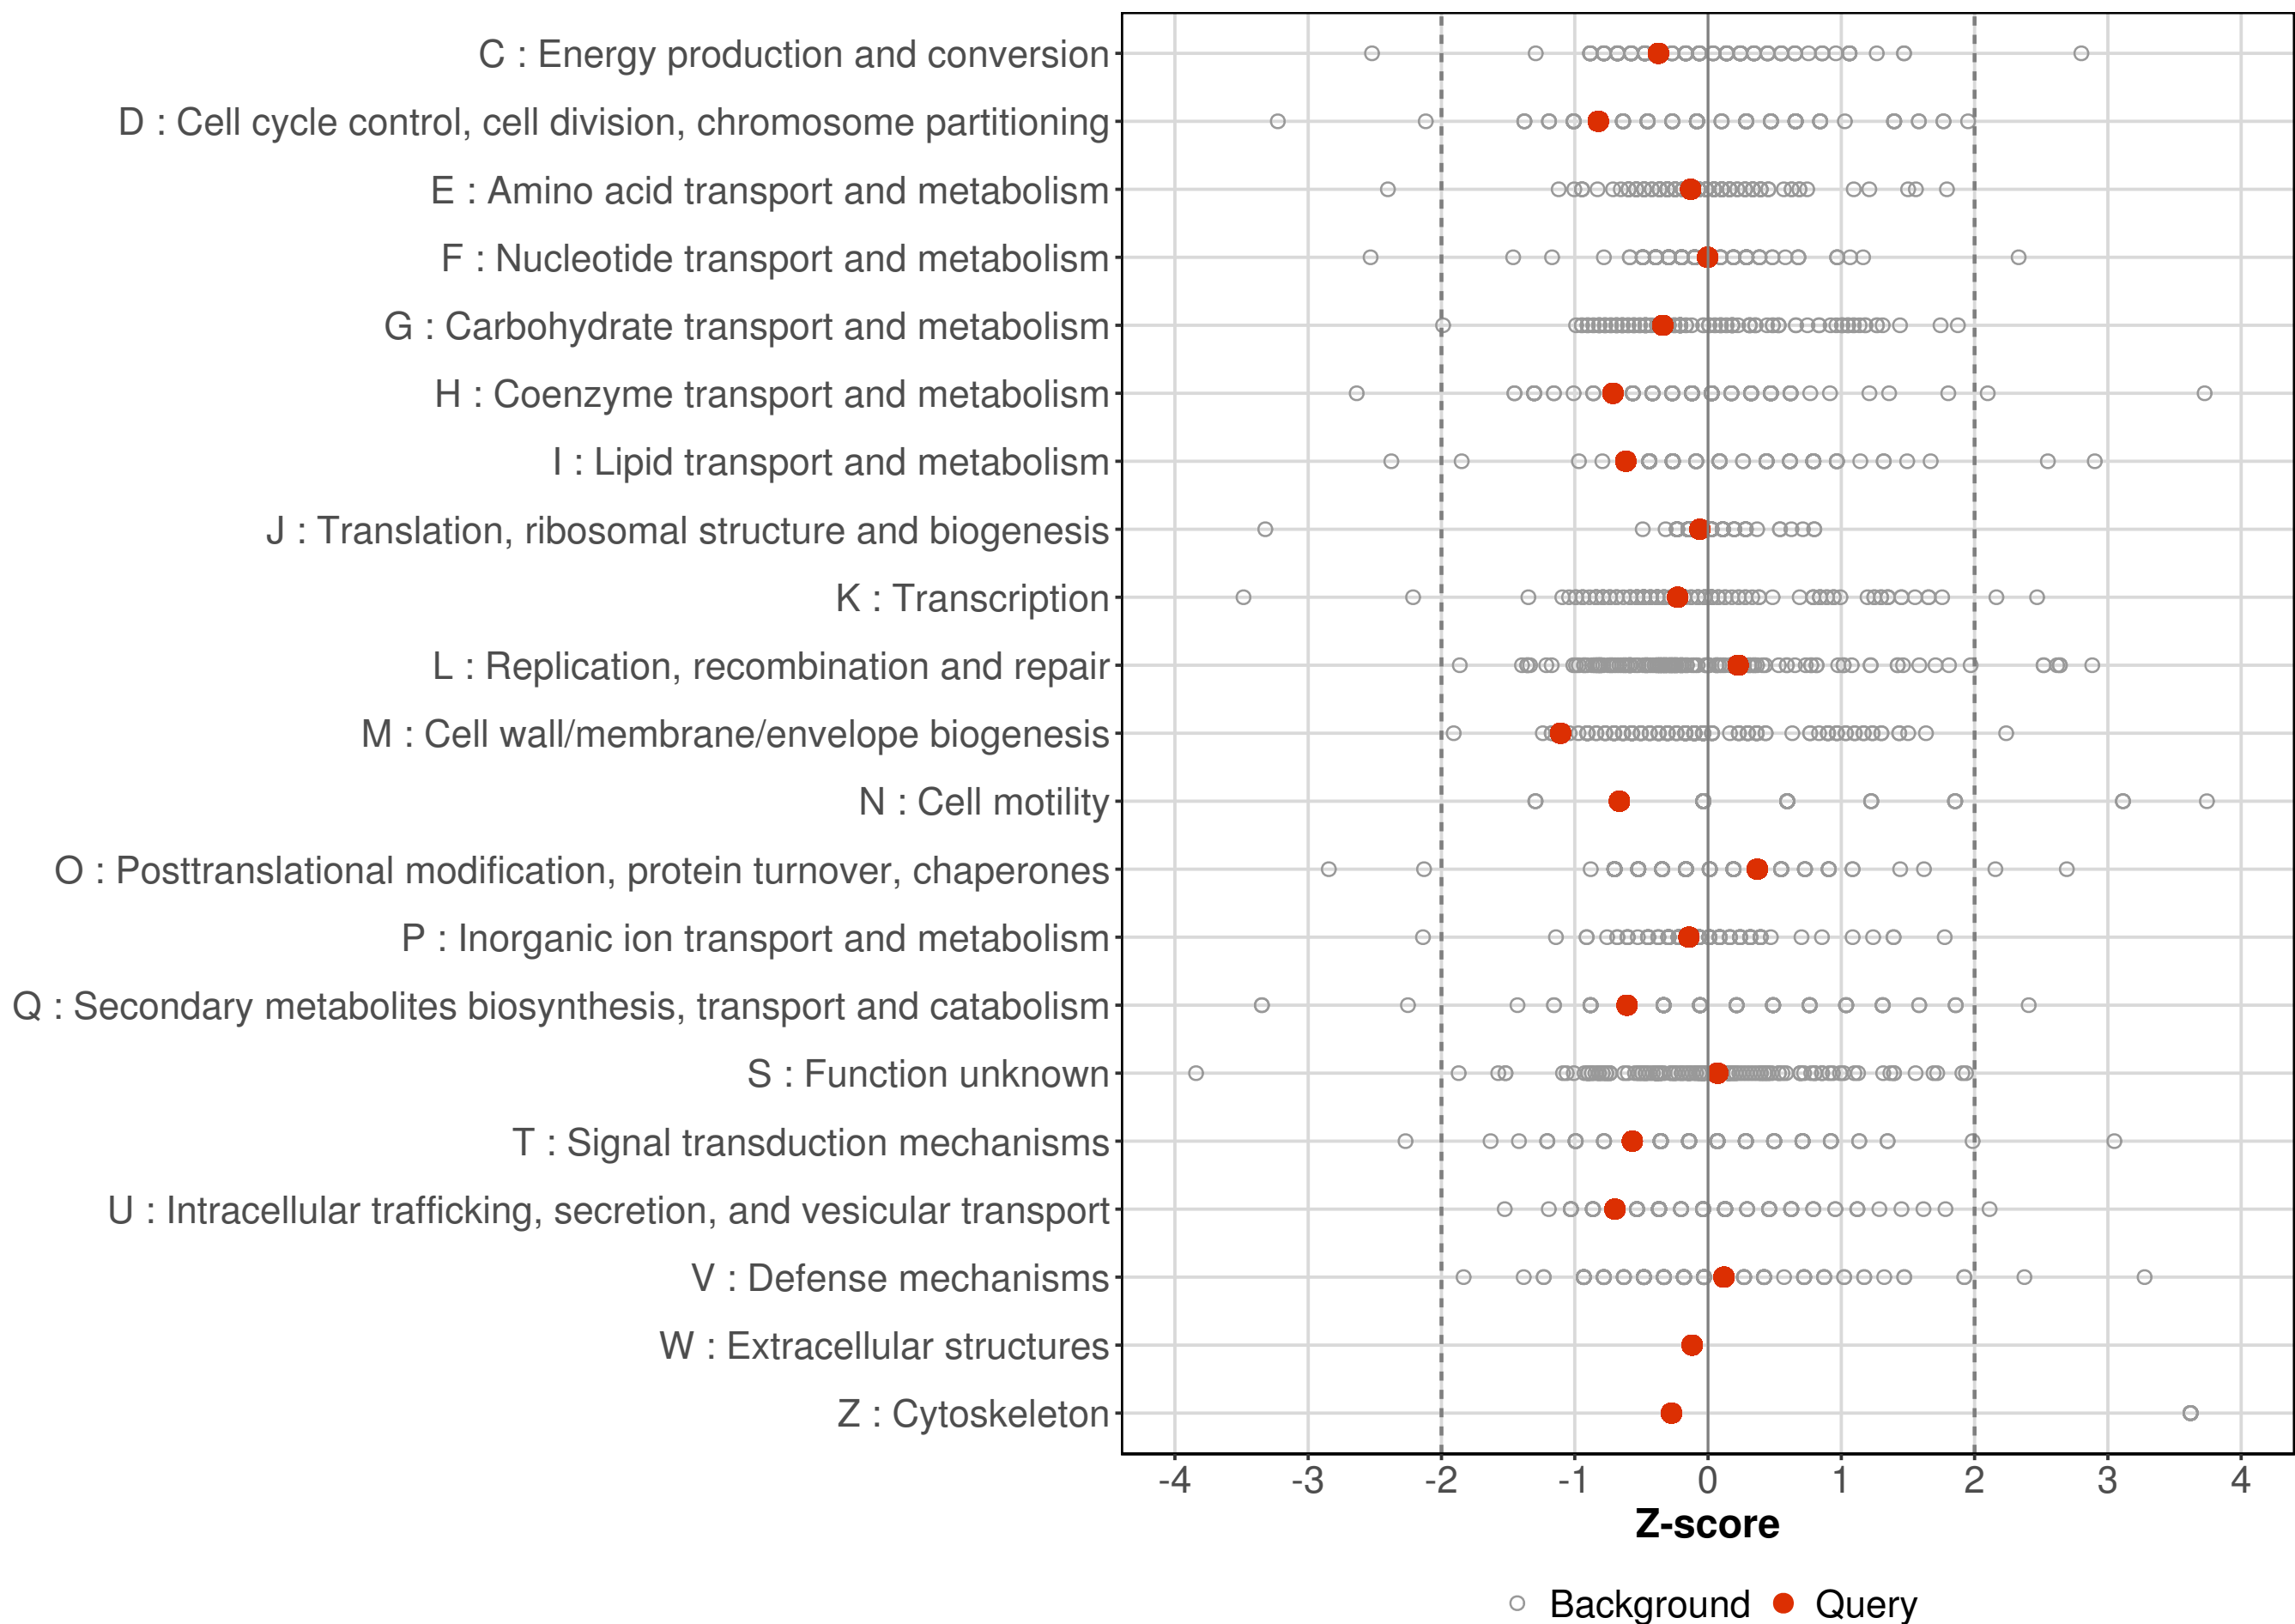 C : Energy production and conversion
D : Cell cycle control, cell division, chromosome partitioning
E : Amino acid transport and metabolism
F : Nucleotide transport and metabolism
G : Carbohydrate transport and metabolism
H : Coenzyme transport and metabolism
I : Lipid transport and metabolism
J : Translation, ribosomal structure and biogenesis
K : Transcription
L : Replication, recombination and repair
M : Cell wall/membrane/envelope biogenesis
N : Cell motility
O : Posttranslational modification, protein turnover, chaperones
P : Inorganic ion transport and metabolism
Q : Secondary metabolites biosynthesis, transport and catabolism
S : Function unknown
T : Signal transduction mechanisms
U : Intracellular trafficking, secretion, and vesicular transport
V : Defense mechanisms
W : Extracellular structures
Z : Cytoskeleton
-4 -3 -2 -1 0 1 2 3 4
Z-score
Background Query